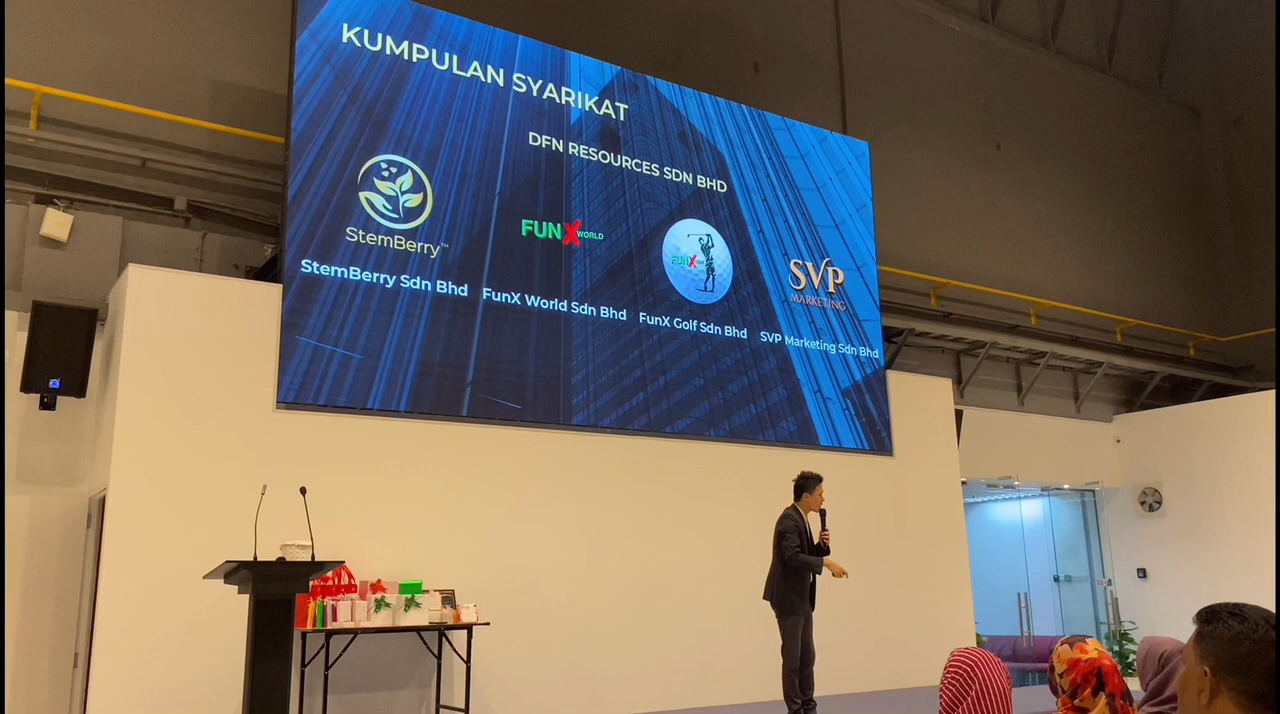 KUMPULAN SYARIKAT
DFN RESOURCES SDN BHD
StemBerry™
FUNX WORLD
FUNX
SVP
MARKETING
StemBerry Sdn Bhd
FunX World Sdn Bhd
FunX Golf Sdn Bhd
SVP Marketing Sdn Bhd